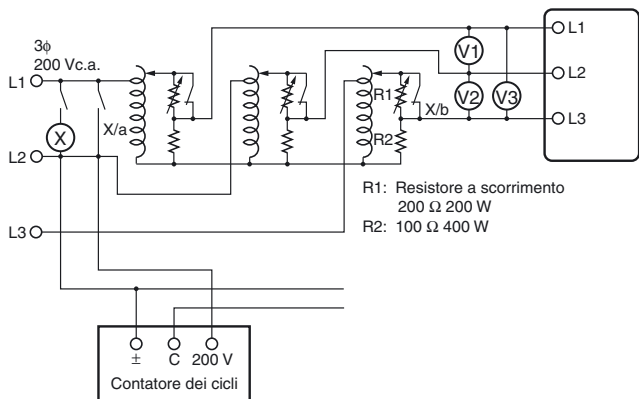 3ϕ
200 Vc.a.
L1
L2
L3
X
X/a
R1
R2
X/b
V1
V2
V3
L1
L2
L3
R1: Resistore a scorrimento
200 Ω 200 W
R2: 100 Ω 400 W
± C 200 V
Contatore dei cicli